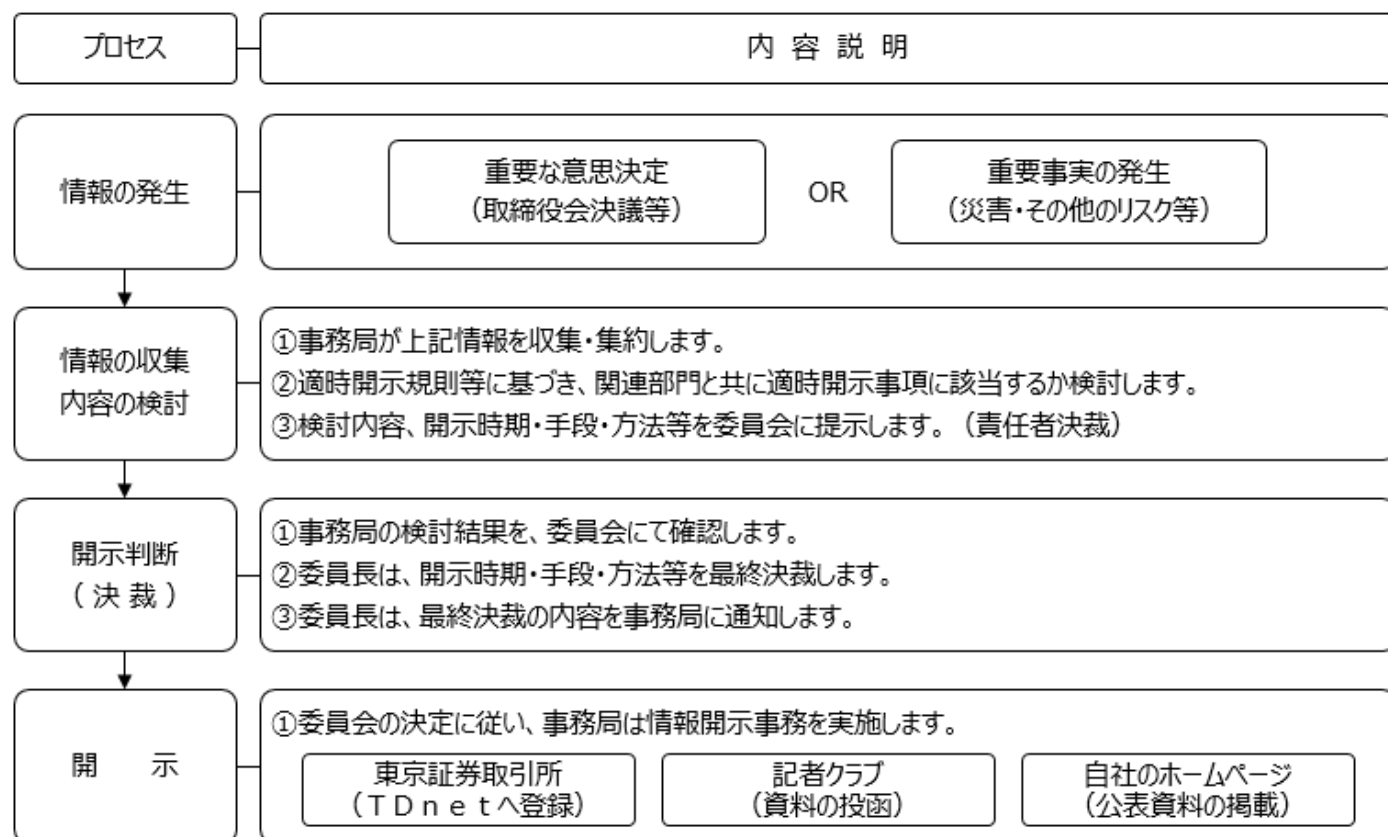 プロセス
内 容 説 明
情報の発生
重要な意思決定
（取締役会決議等）
OR
重要事実の発生
（災害・その他のリスク等）
情報の収集
内容の検討
①事務局が上記情報を収集・集約します。
②適時開示規則等に基づき、関連部門と共に適時開示事項に該当するか検討します。
③検討内容、開示時期・手段・方法等を委員会に提示します。（責任者決裁）
開示判断
（ 決 裁 ）
①事務局の検討結果を、委員会にて確認します。
②委員長は、開示時期・手段・方法等を最終決裁します。
③委員長は、最終決裁の内容を事務局に通知します。
開　示
①委員会の決定に従い、事務局は情報開示事務を実施します。
東京証券取引所
（ＴＤｎｅｔへ登録）
記者クラブ
（資料の投函）
自社のホームページ
（公表資料の掲載）